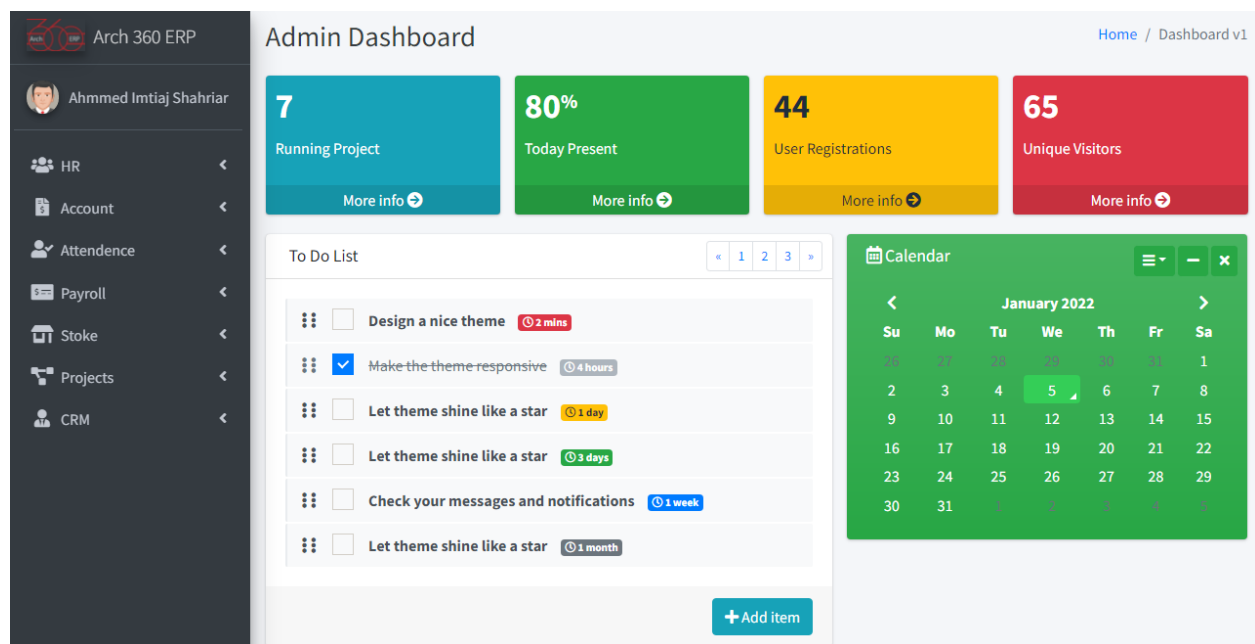 Arch 360 ERP
Ahmmed Imtiaj Shahriar
HR
Account
Attendence
Payroll
Stoke
Projects
CRM
Admin Dashboard
Home / Dashboard v1
7
Running Project
More info
80%
Today Present
More info
44
User Registrations
More info
65
Unique Visitors
More info
To Do List
« 1 2 3 »
Design a nice theme 2 mins
Make the theme responsive 4 hours
Let theme shine like a star 1 day
Let theme shine like a star 3 days
Check your messages and notifications 1 week
Let theme shine like a star 1 month
Add item
Calendar
January 2022
Su Mo Tu We Th Fr Sa
26 27 28 29 30 31 1
2 3 4 5 6 7 8
9 10 11 12 13 14 15
16 17 18 19 20 21 22
23 24 25 26 27 28 29
30 31 1 2 3 4 5